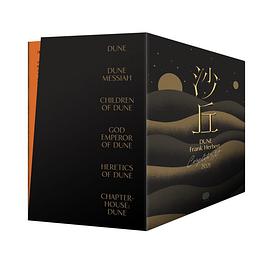 DUNE
DUNE
MESSIAH
CHILDREN
OF DUNE
GOD
EMPEROR
OF DUNE
HERETICS
OF DUNE
CHAPTER-
HOUSE:
DUNE
沙
丘
DUNE
Frank Herbert
2021